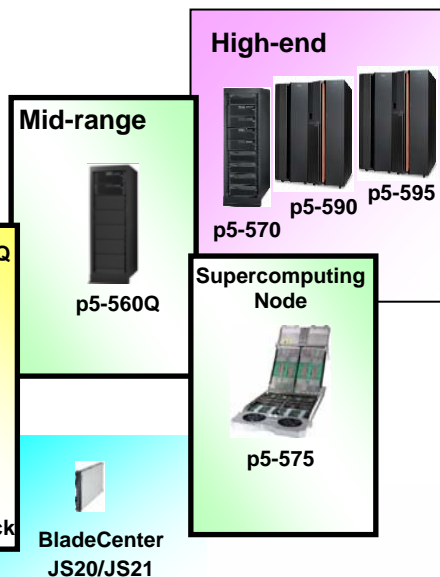 High-end
p5-570
p5-590
p5-595
Mid-range
p5-560Q
Q
ck
Supercomputing
Node
p5-575
BladeCenter
JS20/JS21